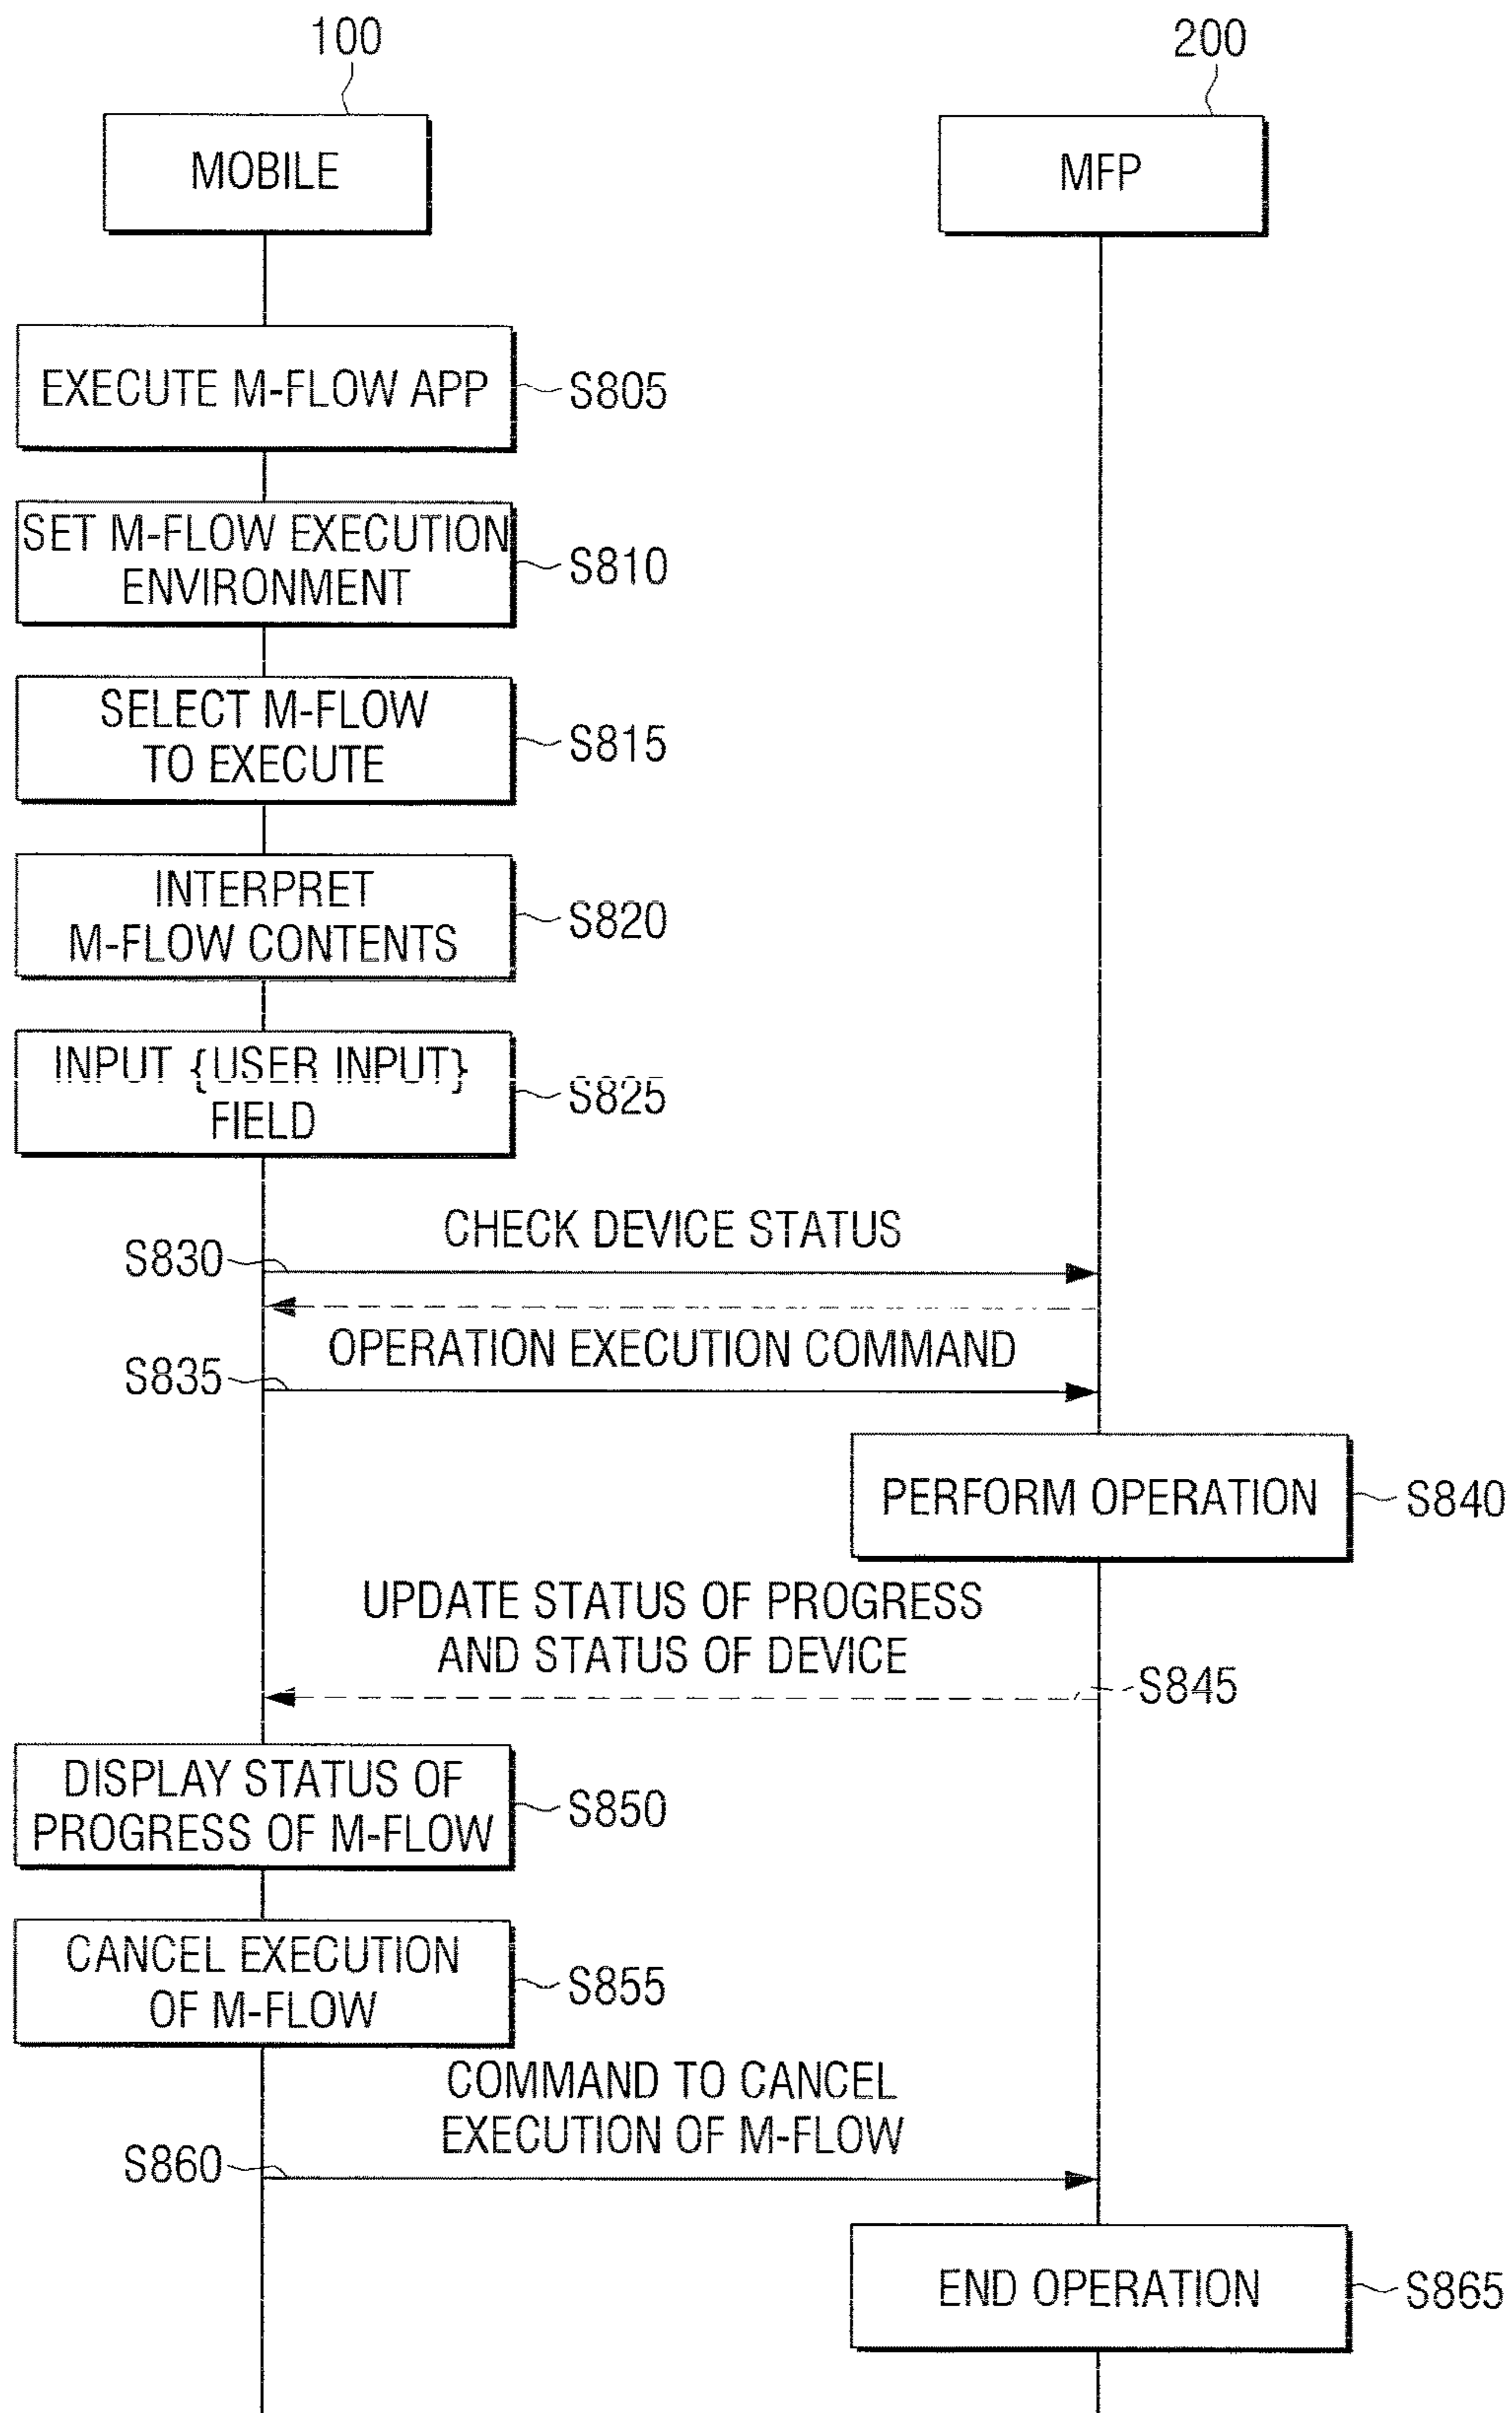 100
200
MOBILE
MFP
EXECUTE M-FLOW APP
S805
SET M-FLOW EXECUTION
ENVIRONMENT
S810
SELECT M-FLOW
TO EXECUTE
S815
INTERPRET
M-FLOW CONTENTS
S820
INPUT {USER INPUT}
FIELD
S825
CHECK DEVICE STATUS
S830
OPERATION EXECUTION COMMAND
S835
PERFORM OPERATION
S840
UPDATE STATUS OF PROGRESS
AND STATUS OF DEVICE
S845
DISPLAY STATUS OF
PROGRESS OF M-FLOW
S850
CANCEL EXECUTION
OF M-FLOW
S855
COMMAND TO CANCEL
EXECUTION OF M-FLOW
S860
END OPERATION
S865